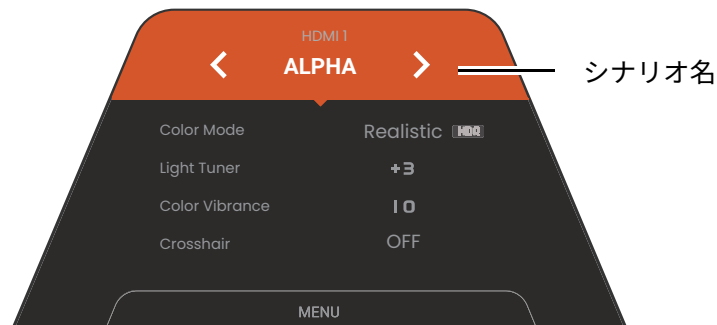 HDMI 1
ALPHA
シナリオ名
Color Mode Realistic HDR
Light Tuner +3
Color Vibrance 10
Crosshair OFF
MENU